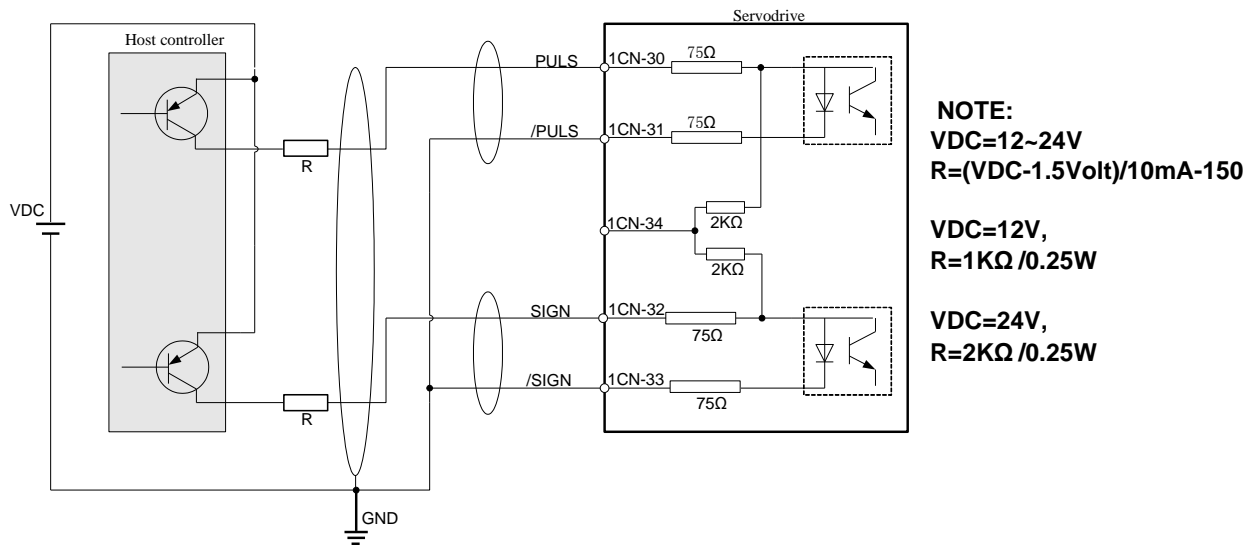 Servodrive
Host controller
PULS
1CN-30
75Ω
/PULS
1CN-31
75Ω
R
VDC
1CN-34
2KΩ
2KΩ
SIGN
1CN-32
75Ω
/SIGN
1CN-33
75Ω
R
GND
NOTE:
VDC=12~24V
R=(VDC-1.5Volt)/10mA-150
VDC=12V,
R=1KΩ /0.25W
VDC=24V,
R=2KΩ /0.25W